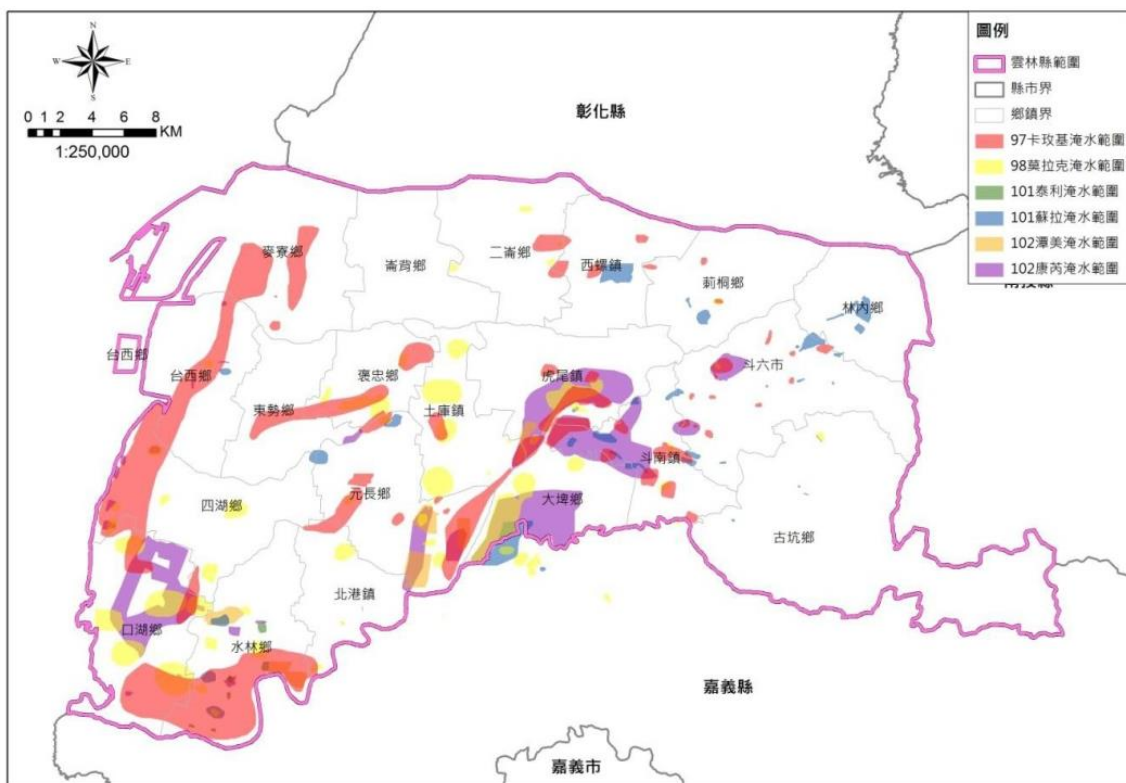 N
W
E
S
0 1 2 4 6 8
KM
1:250,000
彰化縣
圖例
雲林縣範圍
縣市界
鄉鎮界
97卡玫基淹水範圍
98莫拉克淹水範圍
101泰利淹水範圍
101蘇拉淹水範圍
102潭美淹水範圍
102康芮淹水範圍
麥寮鄉
崙背鄉
二崙鄉
西螺鎮
莿桐鄉
林內鄉
台西鄉
台西鄉
褒忠鄉
虎尾鎮
斗六市
東勢鄉
土庫鎮
斗南鎮
四湖鄉
元長鄉
大埤鄉
古坑鄉
北港鎮
口湖鄉
水林鄉
嘉義縣
嘉義市